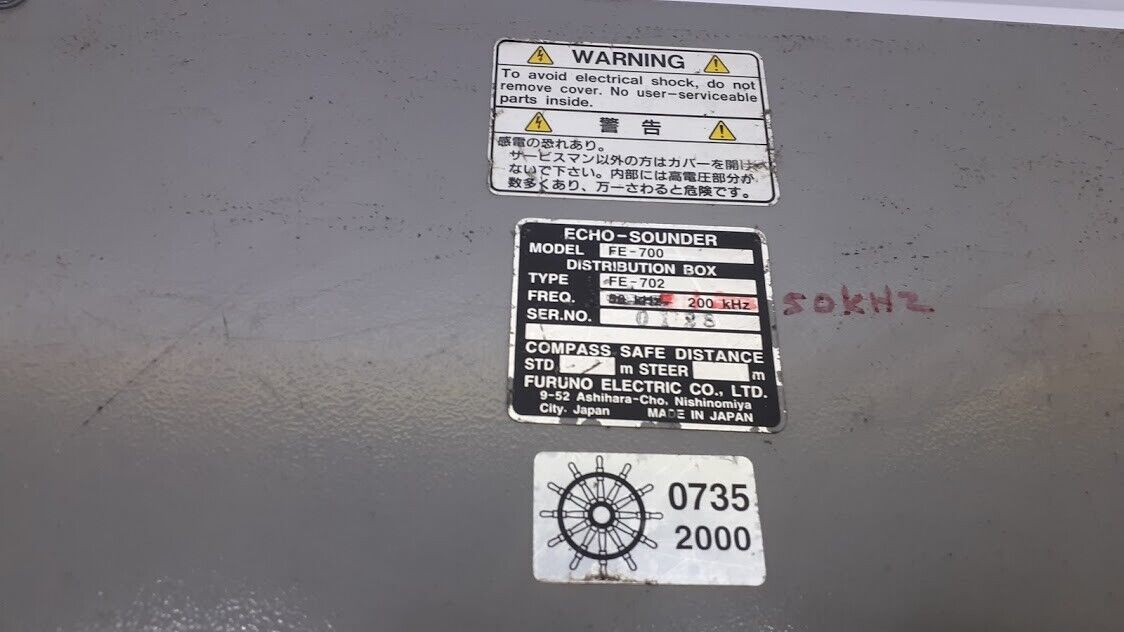 WARNING
To avoid electrical shock, do not
remove cover. No user-serviceable
parts inside.
警告
感電の恐れあり。
サービスマン以外の方はカバーを開け
ないで下さい。内部には高電圧部分が
数多くあり、万一さわると危険です。
ECHO-SOUNDER
MODEL FE-700
DISTRIBUTION BOX
TYPE FE-702
FREQ. 50 kHz 200 kHz 50kHz
SER.NO.
COMPASS SAFE DISTANCE
STD m STEER m
FURUNO ELECTRIC CO., LTD.
9-52 Ashihara-Cho, Nishinomiya
City, Japan MADE IN JAPAN
0735
2000